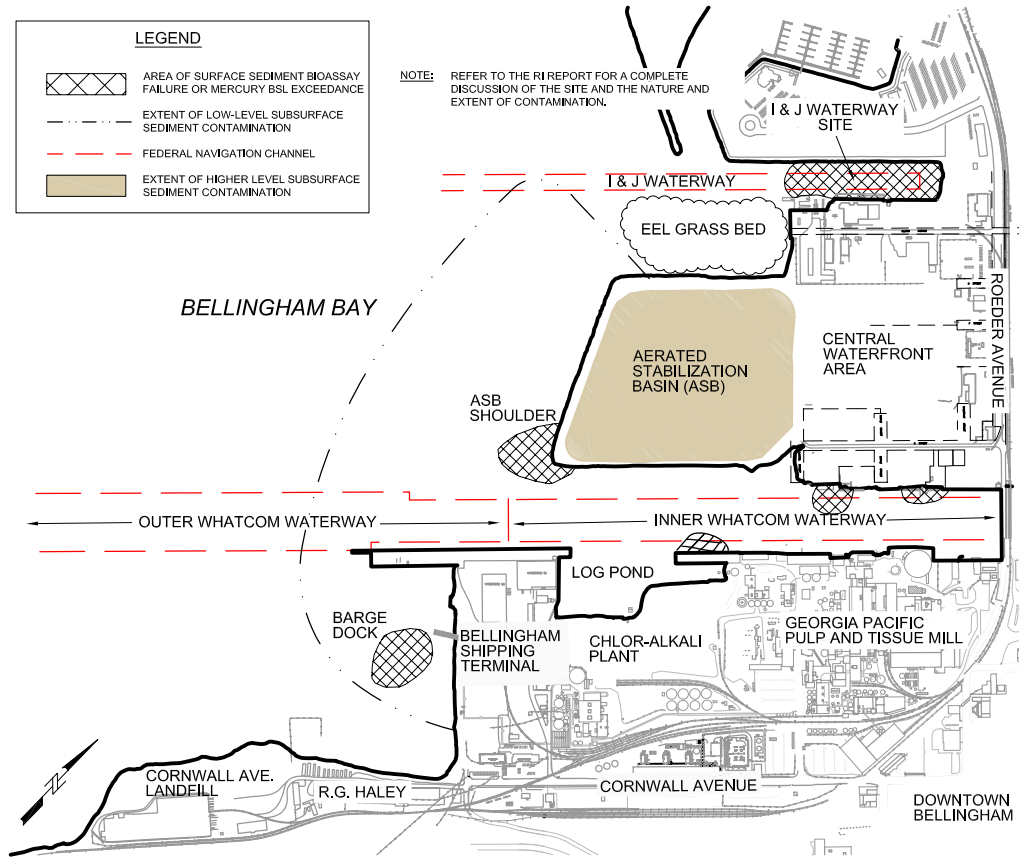 LEGEND
AREA OF SURFACE SEDIMENT BIOASSAY
FAILURE OR MERCURY BSL EXCEEDANCE
EXTENT OF LOW-LEVEL SUBSURFACE
SEDIMENT CONTAMINATION
FEDERAL NAVIGATION CHANNEL
EXTENT OF HIGHER LEVEL SUBSURFACE
SEDIMENT CONTAMINATION
NOTE: REFER TO THE RI REPORT FOR A COMPLETE
DISCUSSION OF THE SITE AND THE NATURE AND
EXTENT OF CONTAMINATION.
I & J WATERWAY
SITE
I & J WATERWAY
EEL GRASS BED
BELLINGHAM BAY
ROEDER AVENUE
AERATED
STABILIZATION
BASIN (ASB)
CENTRAL
WATERFRONT
AREA
ASB
SHOULDER
OUTER WHATCOM WATERWAY
INNER WHATCOM WATERWAY
LOG POND
BARGE
DOCK
BELLINGHAM
SHIPPING
TERMINAL
CHLOR-ALKALI
PLANT
GEORGIA PACIFIC
PULP AND TISSUE MILL
N
CORNWALL AVE.
LANDFILL
R.G. HALEY
CORNWALL AVENUE
DOWNTOWN
BELLINGHAM